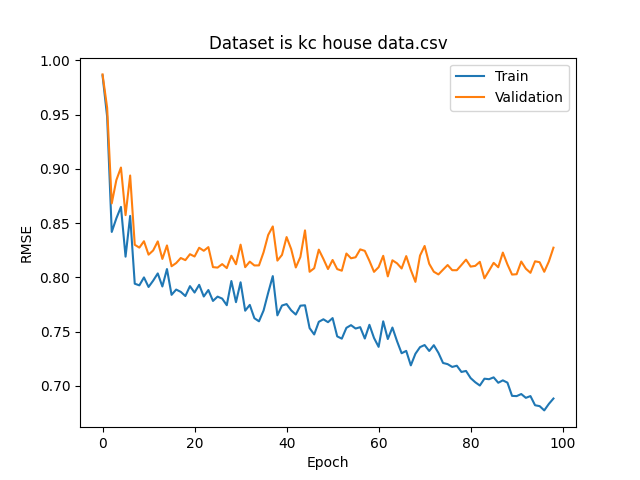 Dataset is kc house data.csv
Train
Validation
RMSE
1.00
0.95
0.90
0.85
0.80
0.75
0.70
0 20 40 60 80 100
Epoch